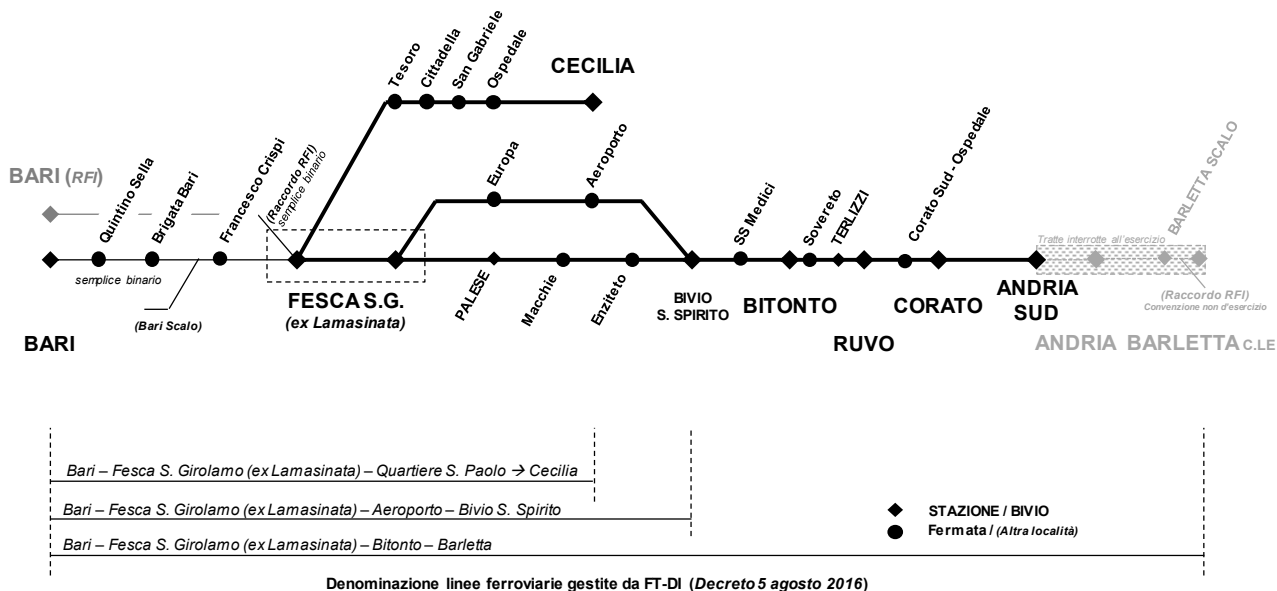 Tesoro
Cittadella
San Gabriele
Ospedale
CECILIA
BARI (RFI)
Quintino Sella
Brigata Bari
Francesco Crispi
(Raccordo RFI)
semplice binario
Europa
Aeroporto
SS Medici
Sovereto
TERLIZZI
Corato Sud - Ospedale
BARLETTA SCALO
Tratte interrotte all'esercizio
semplice binario
(Bari Scalo)
BARI
FESCA S.G.
(ex Lamasinata)
PALESE
Macchie
Enziteto
BIVIO
S. SPIRITO
BITONTO
RUVO
CORATO
ANDRIA
SUD
(Raccordo RFI)
Convenzione non d'esercizio
ANDRIA
BARLETTA C.LE
Bari – Fesca S. Girolamo (ex Lamasinata) – Quartiere S. Paolo → Cecilia
Bari – Fesca S. Girolamo (ex Lamasinata) – Aeroporto – Bivio S. Spirito
Bari – Fesca S. Girolamo (ex Lamasinata) – Bitonto – Barletta
STAZIONE / BIVIO
Fermata / (Altra località)
Denominazione linee ferroviarie gestite da FT-DI (Decreto 5 agosto 2016)